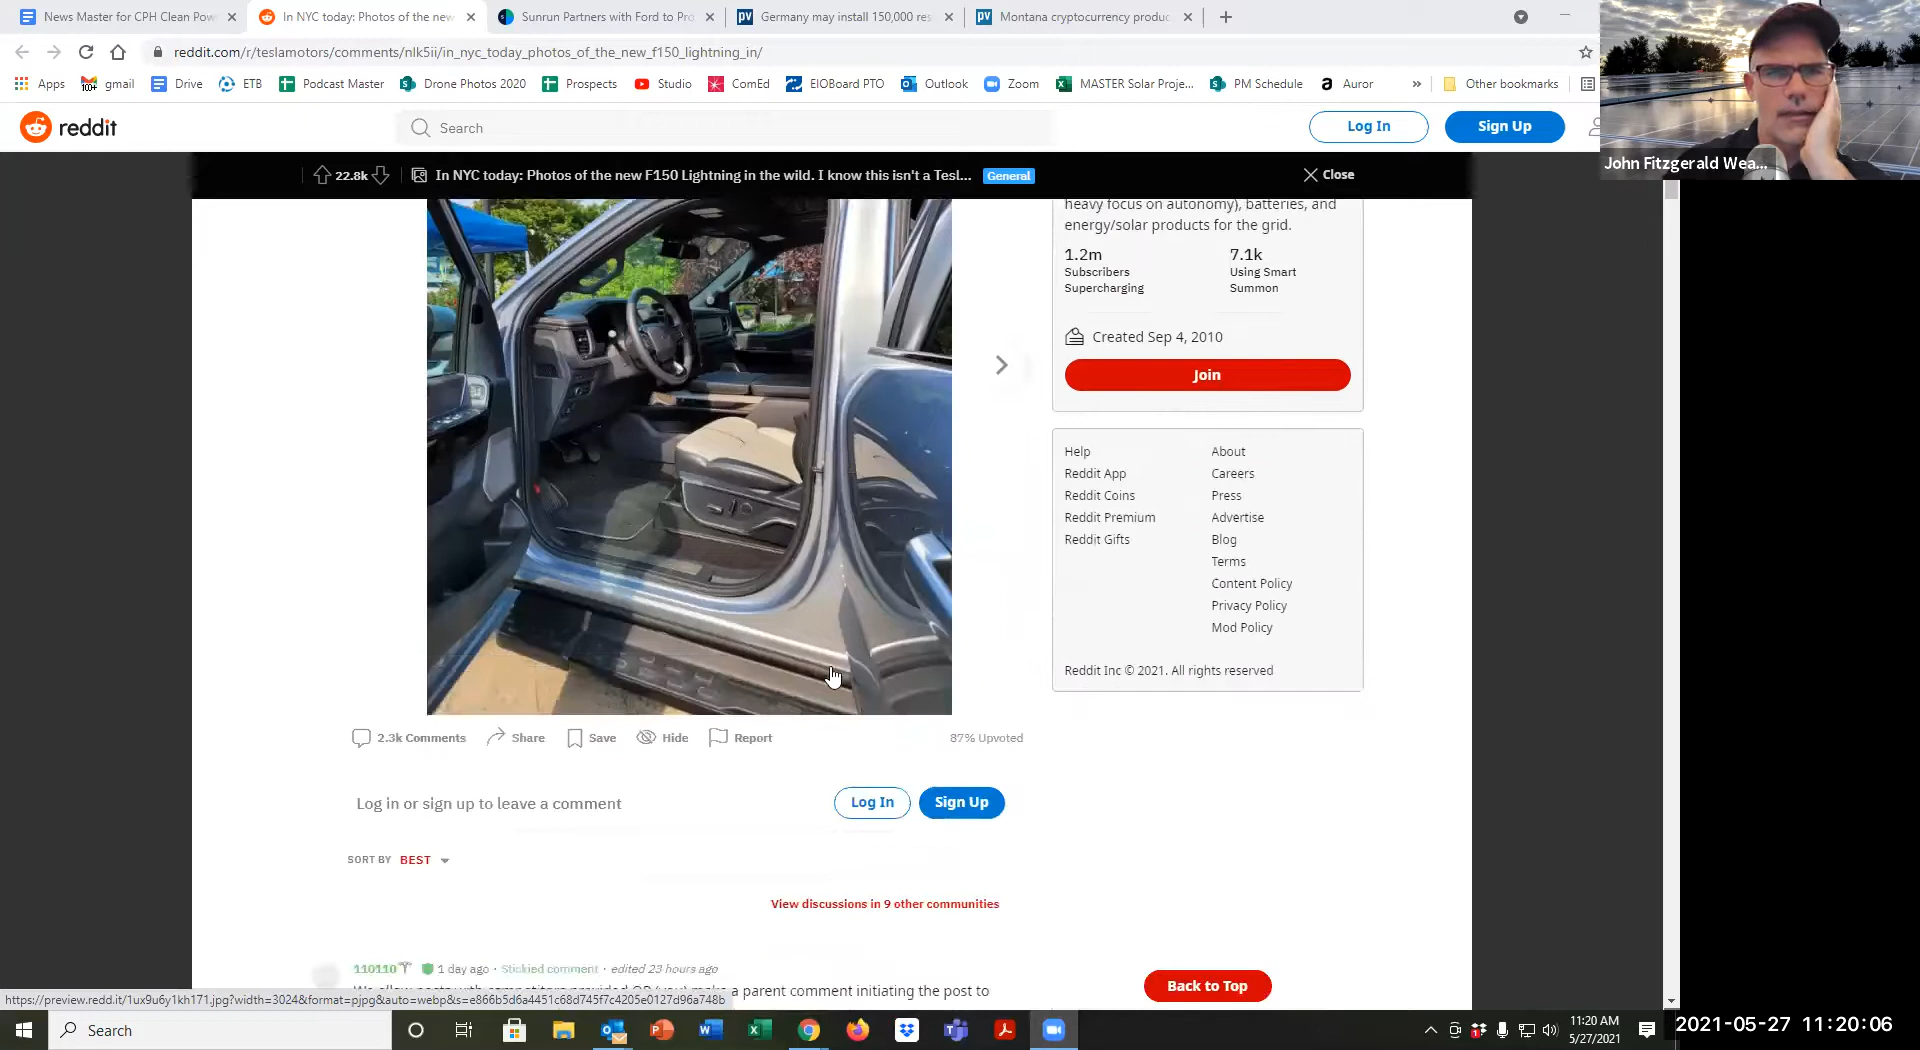 News Master for CPH Clean Pow
In NYC today: Photos of the new
Sunrun Partners with Ford to Pro
Germany may install 150,000 res
Montana cryptocurrency produc
reddit.com/r/teslamotors/comments/nlk5ii/in_nyc_today_photos_of_the_new_f150_lightning_in/
Apps
gmail
Drive
ETB
Podcast Master
Drone Photos 2020
Prospects
Studio
ComEd
EIOBoard PTO
Outlook
Zoom
MASTER Solar Proje...
PM Schedule
Auror
Other bookmarks
reddit
Search
Log In
Sign Up
John Fitzgerald Wea...
22.8k
In NYC today: Photos of the new F150 Lightning in the wild. I know this isn't a Tesl...
General
Close
heavy focus on autonomy), batteries, and
energy/solar products for the grid.
1.2m
7.1k
Subscribers
Using Smart
Supercharging
Summon
Created Sep 4, 2010
Join
Help
About
Reddit App
Careers
Reddit Coins
Press
Reddit Premium
Advertise
Reddit Gifts
Blog
Terms
Content Policy
Privacy Policy
Mod Policy
Reddit Inc © 2021. All rights reserved
2.3k Comments
Share
Save
Hide
Report
87% Upvoted
Log in or sign up to leave a comment
Log In
Sign Up
SORT BY BEST
View discussions in 9 other communities
110110 1 day ago · Stickied comment · edited 23 hours ago
a parent comment initiating the post to
Back to Top
https://preview.redd.it/1ux9u6y1kh171.jpg?width=3024&format=pjpg&auto=webp&s=e866b5d6a4451c68d745f7c4205e0127d96a748b
Search
11:20 AM
5/27/2021
2021-05-27 11:20:06